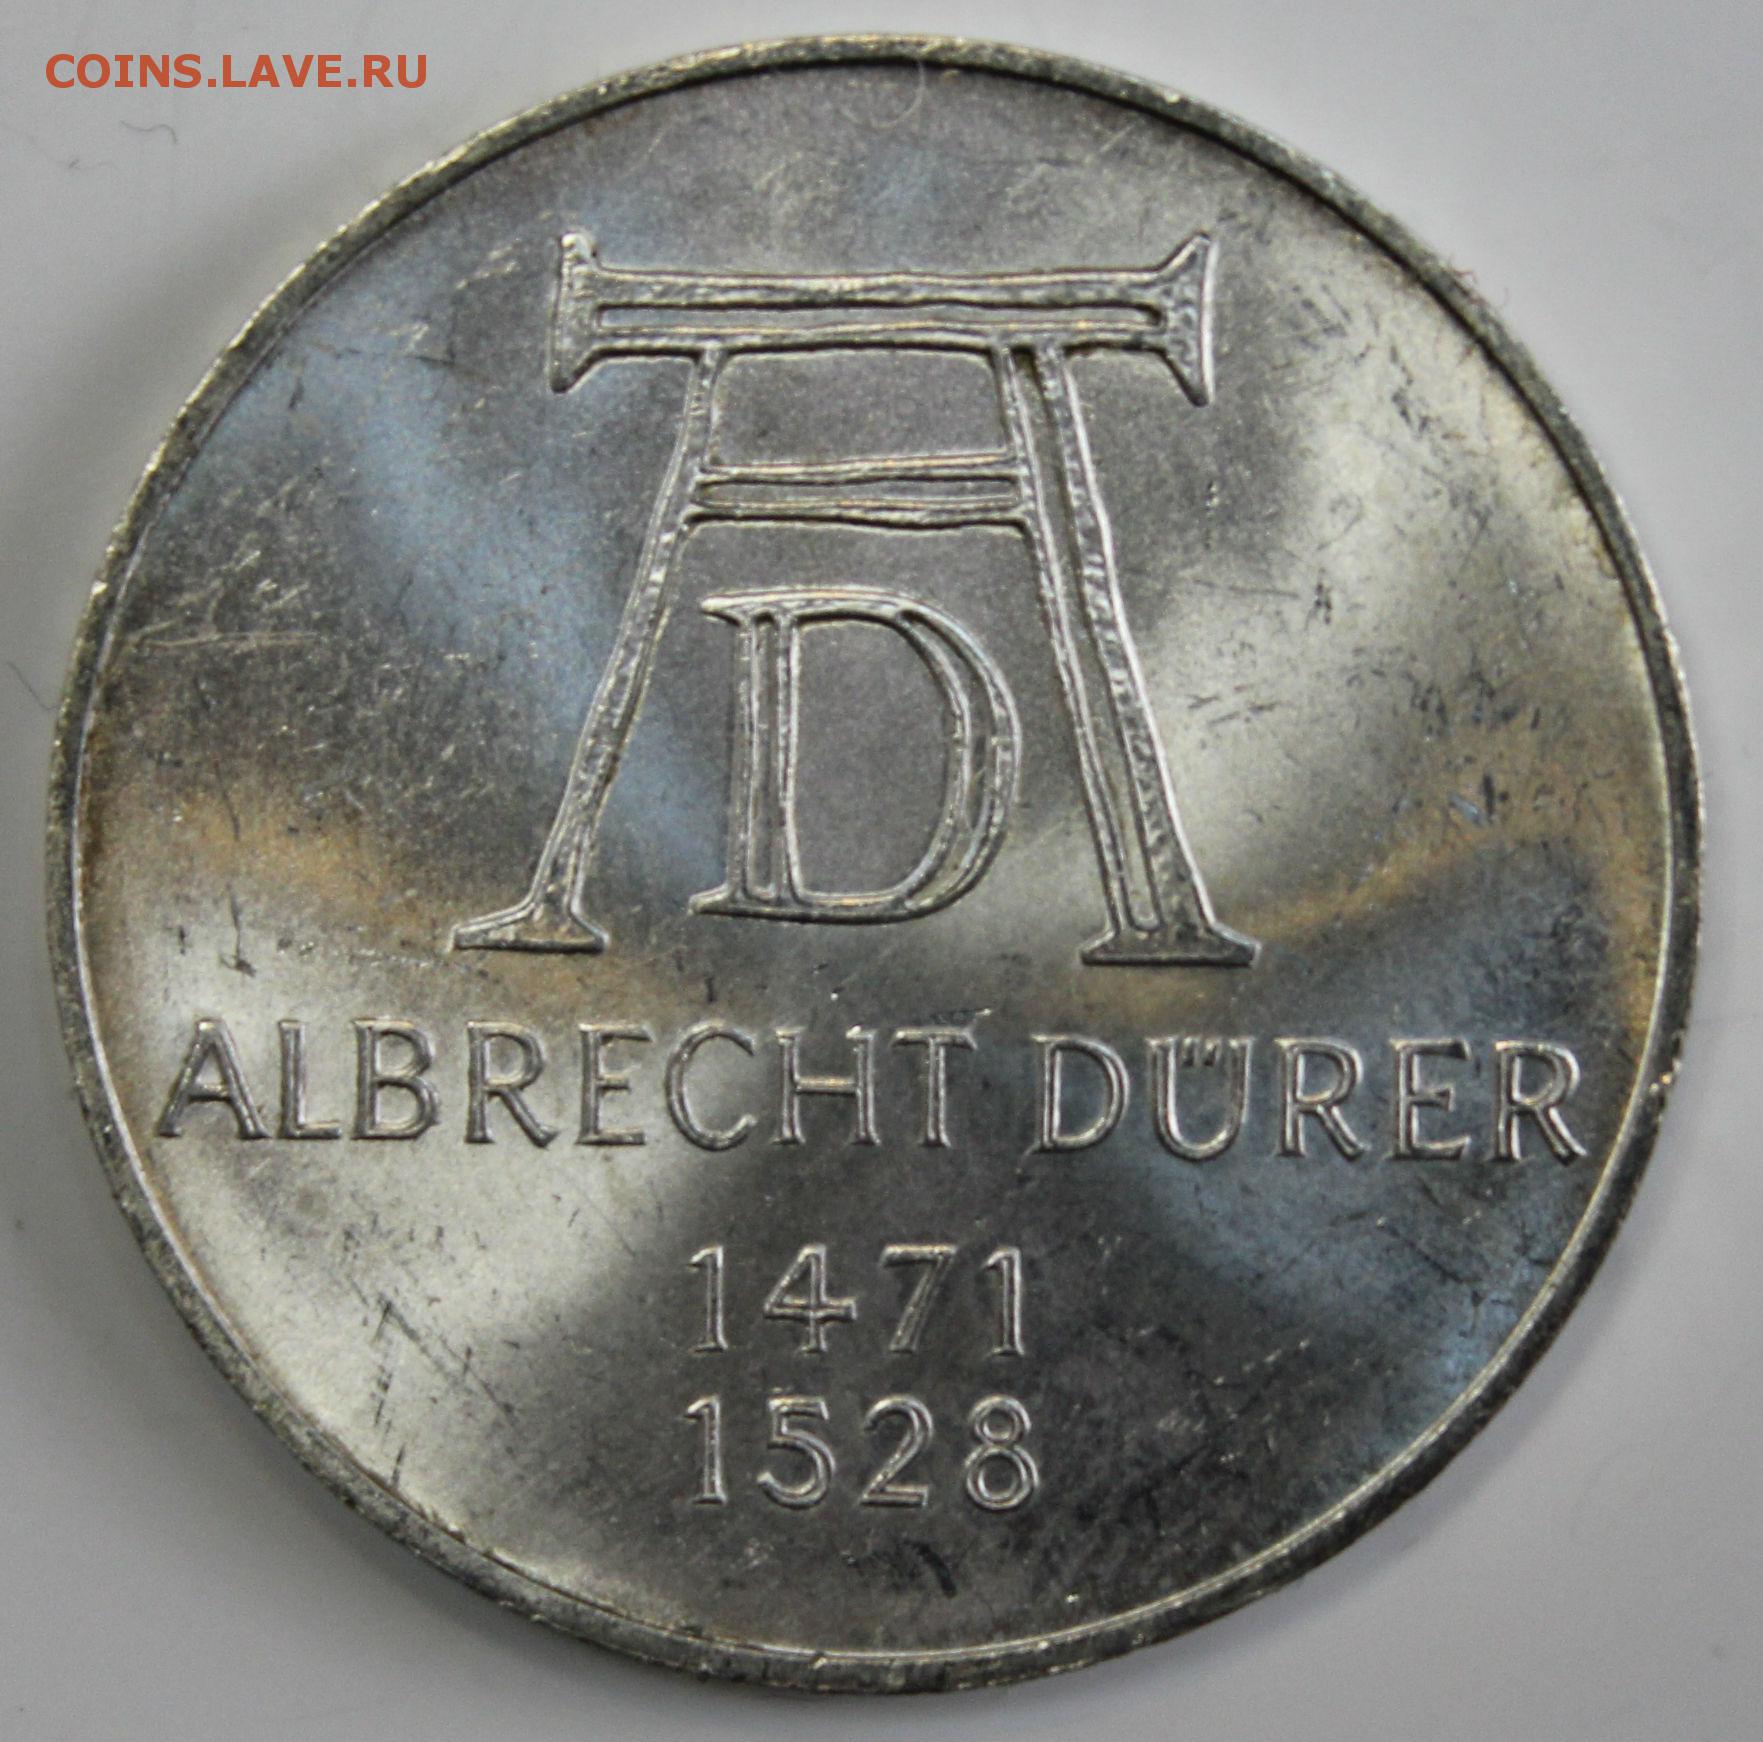 COINS.LAVE.RU
AD
ALBRECHT DÜRER
1471
1528